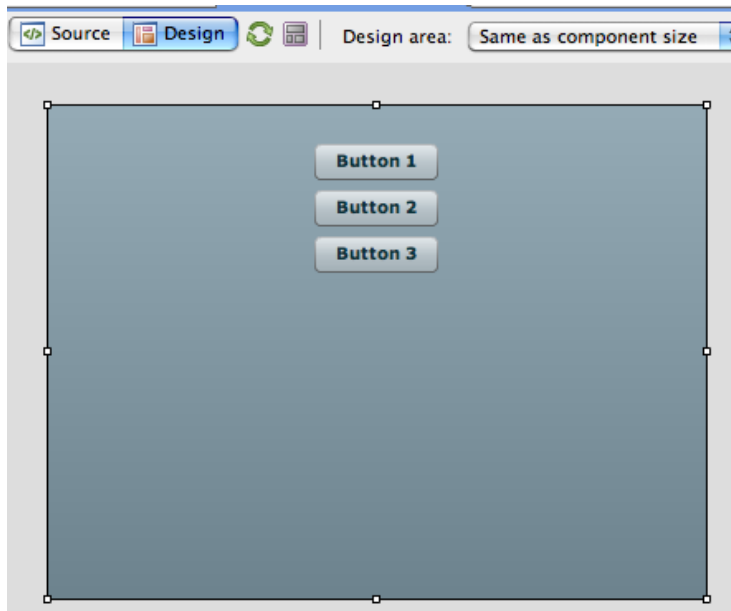 Source Design Design area: Same as component size
Button 1
Button 2
Button 3